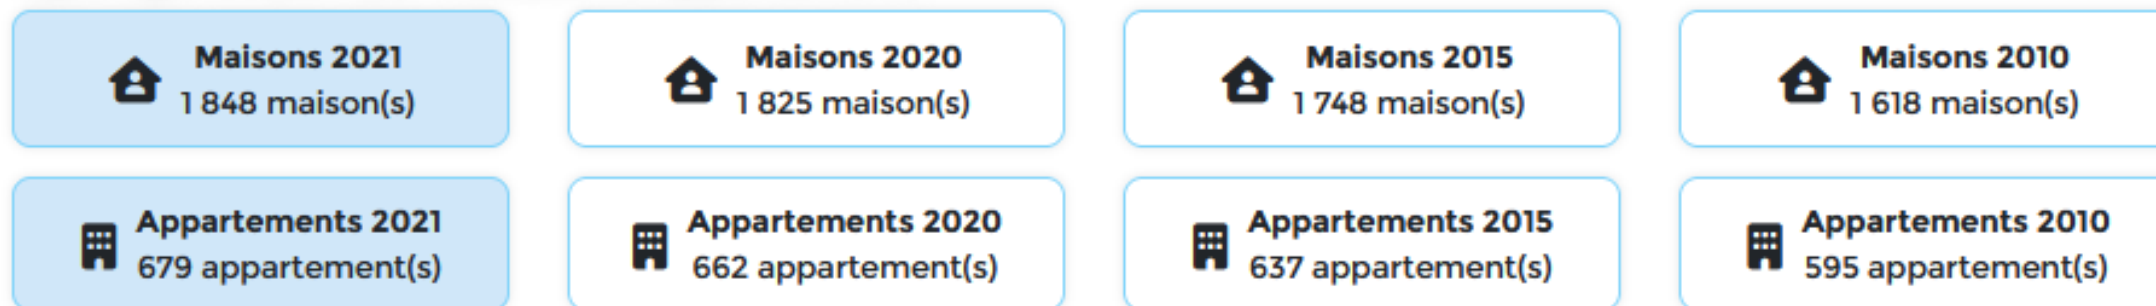 Maisons 2021
1 848 maison(s)
Maisons 2020
1 825 maison(s)
Maisons 2015
1 748 maison(s)
Maisons 2010
1 618 maison(s)
Appartements 2021
679 appartement(s)
Appartements 2020
662 appartement(s)
Appartements 2015
637 appartement(s)
Appartements 2010
595 appartement(s)